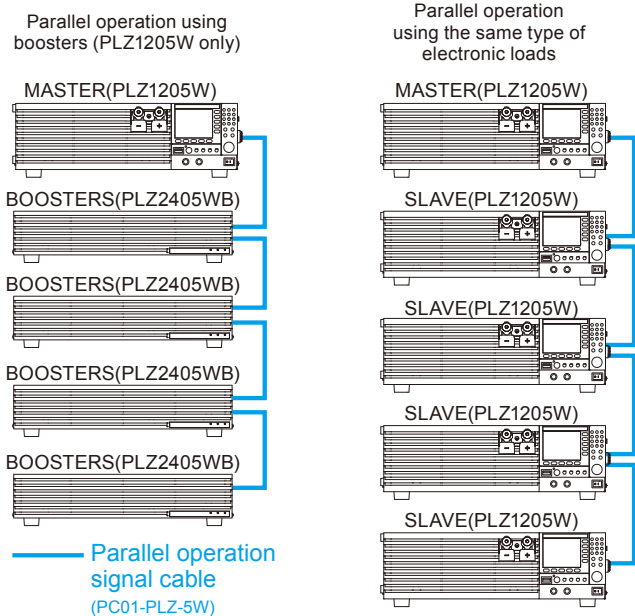 Parallel operation using
boosters (PLZ1205W only)
MASTER(PLZ1205W)
BOOSTERS(PLZ2405WB)
BOOSTERS(PLZ2405WB)
BOOSTERS(PLZ2405WB)
BOOSTERS(PLZ2405WB)
Parallel operation
signal cable
(PC01-PLZ-5W)
Parallel operation
using the same type of
electronic loads
MASTER(PLZ1205W)
SLAVE(PLZ1205W)
SLAVE(PLZ1205W)
SLAVE(PLZ1205W)
SLAVE(PLZ1205W)